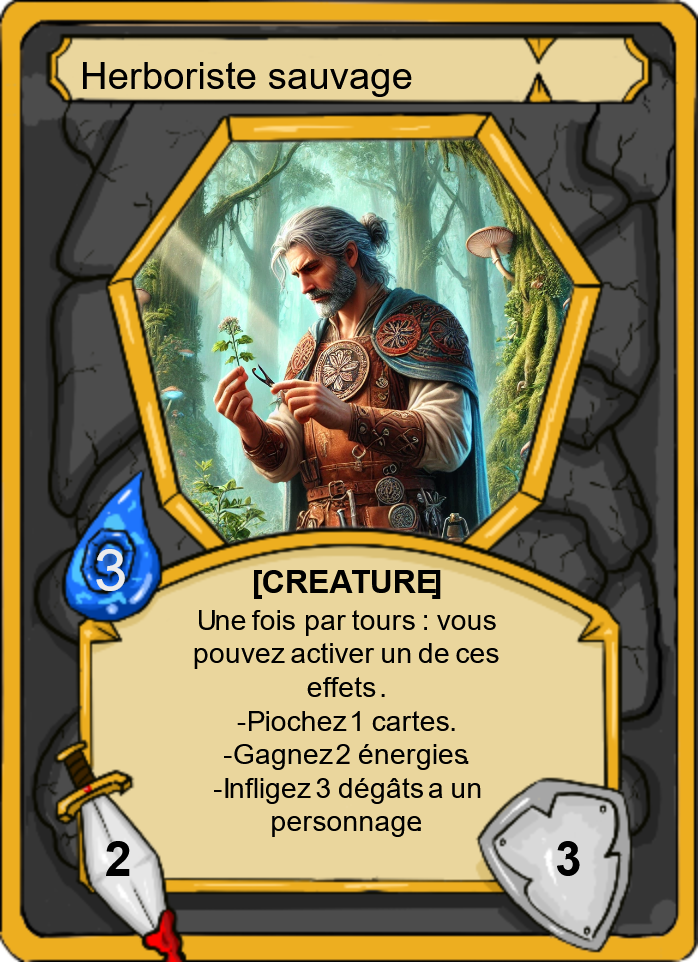 Herboriste sauvage
3
[CREATURE]
Une fois par tours : vous
pouvez activer un de ces
effets.
-Piochez 1 cartes.
-Gagnez 2 énergies.
-Infligez 3 dégâts a un
personnage.
2
3